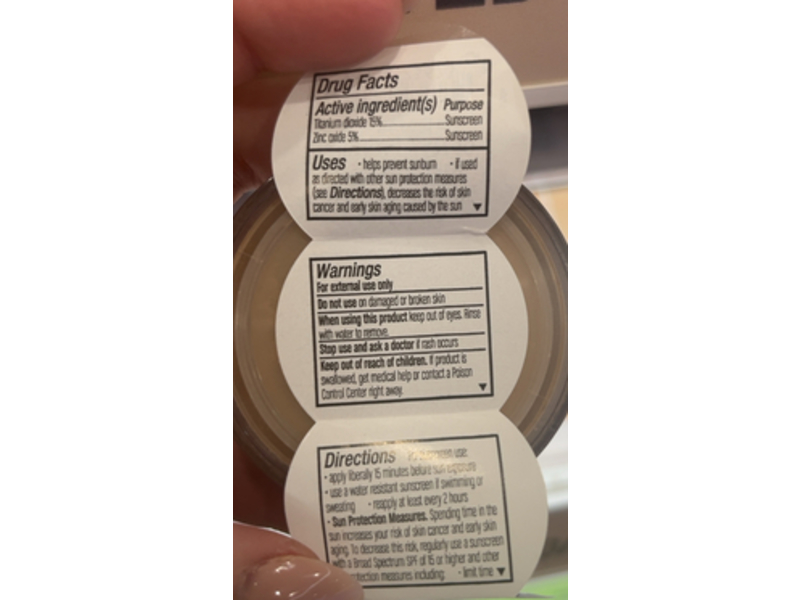 Drug Facts
Active ingredient(s) Purpose
Titanium dioxide 15% Sunscreen
Zinc oxide 5% Sunscreen
Uses • helps prevent sunburn • if used
as directed with other sun protection measures
(see Directions), decreases the risk of skin
cancer and early skin aging caused by the sun
Warnings
For external use only
Do not use on damaged or broken skin
When using this product keep out of eyes. Rinse
with water to remove.
Stop use and ask a doctor if rash occurs
Keep out of reach of children. If product is
swallowed, get medical help or contact a Poison
Control Center right away.
Directions use:
• apply liberally 15 minutes before sun exposure
• use a water resistant sunscreen if swimming or
sweating • reapply at least every 2 hours
• Sun Protection Measures. Spending time in the
sun increases your risk of skin cancer and early skin
aging. To decrease this risk, regularly use a sunscreen
with a Broad Spectrum SPF of 15 or higher and other
tection measures including: • limit time